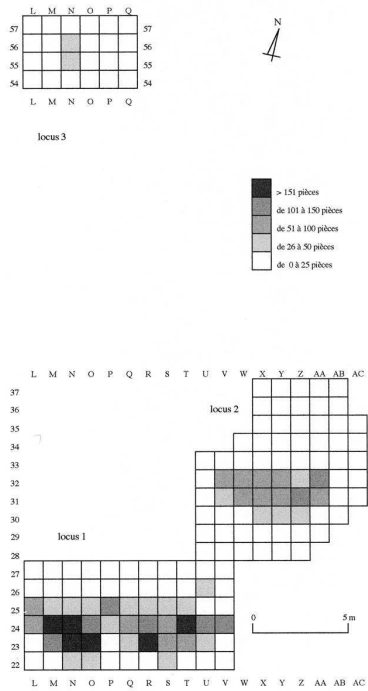 L M N O P Q
57 57
56 56
55 55
54 54
L M N O P Q
N
locus 3
> 151 pièces
de 101 à 150 pièces
de 51 à 100 pièces
de 26 à 50 pièces
de 0 à 25 pièces
L M N O P Q R S T U V W X Y Z AA AB AC
37
36
locus 2
35
34
33
32
31
30
29
locus 1
28
27
26
0 5 m
25
24
23
22
L M N O P Q R S T U V W X Y Z AA AB AC